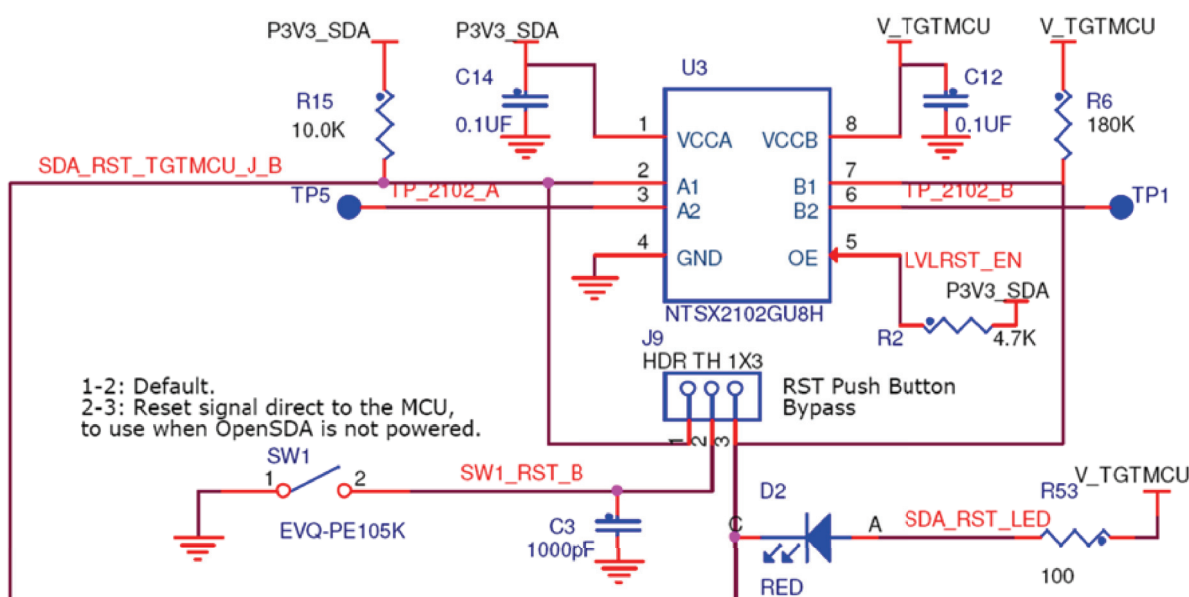 P3V3_SDA
P3V3_SDA
V_TGTMCU
V_TGTMCU
C14
U3
C12
R15
R6
10.0K
0.1UF
0.1UF
180K
1
VCCA
VCCB
8
SDA_RST_TGTMCU_J_B
2
A1
B1
7
TP5
TP_2102_A
3
A2
B2
6
TP_2102_B
TP1
4
GND
OE
5
LVLRST_EN
P3V3_SDA
NTSX2102GU8H
R2
4.7K
J9
HDR TH 1X3
RST Push Button
Bypass
1-2: Default.
2-3: Reset signal direct to the MCU,
to use when OpenSDA is not powered.
1
2
3
SW1
1
2
SW1_RST_B
EVQ-PE105K
C3
1000pF
D2
C
A
RED
SDA_RST_LED
R53
V_TGTMCU
100